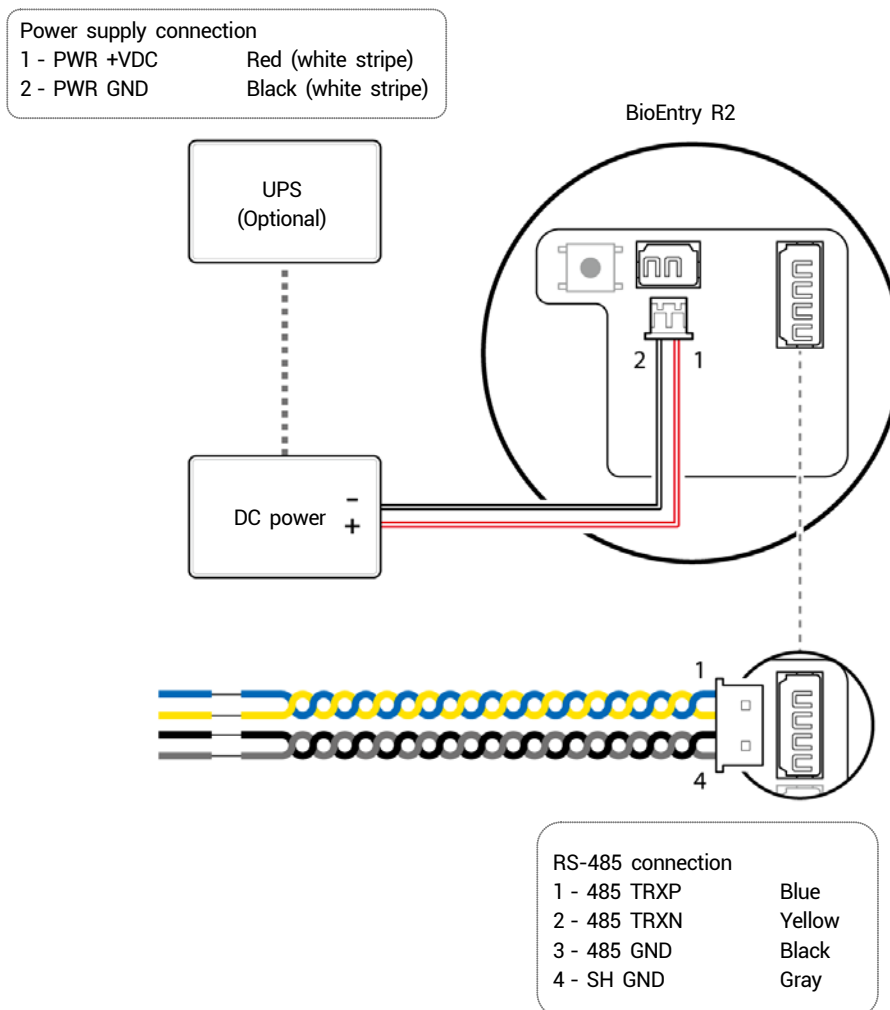 Power supply connection
1 - PWR +VDC Red (white stripe)
2 - PWR GND Black (white stripe)
BioEntry R2
UPS
(Optional)
2 1
DC power - +
1
4
RS-485 connection
1 - 485 TRXP Blue
2 - 485 TRXN Yellow
3 - 485 GND Black
4 - SH GND Gray